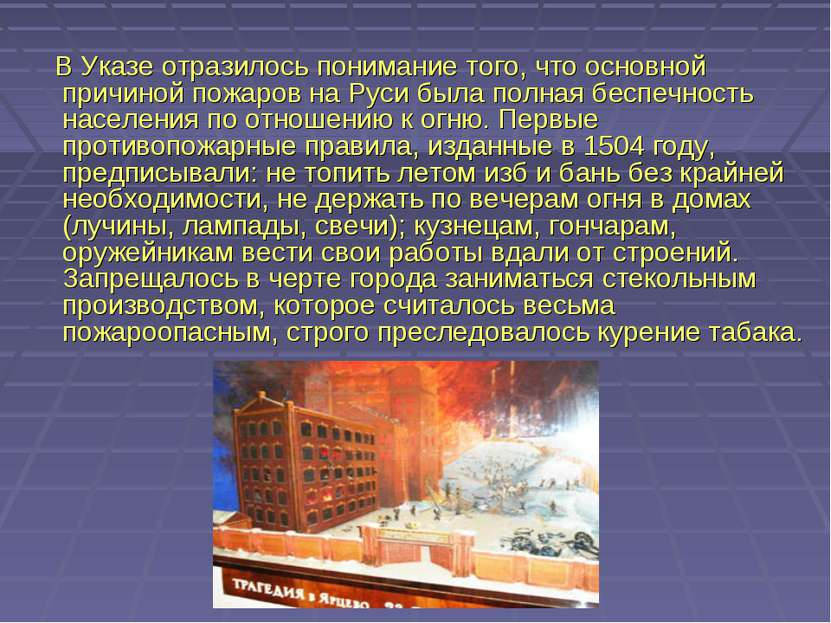 В Указе отразилось понимание того, что основной
причиной пожаров на Руси была полная беспечность
населения по отношению к огню. Первые
противопожарные правила, изданные в 1504 году,
предписывали: не топить летом изб и бань без крайней
необходимости, не держать по вечерам огня в домах
(лучины, лампады, свечи); кузнецам, гончарам,
оружейникам вести свои работы вдали от строений.
Запрещалось в черте города заниматься стекольным
производством, которое считалось весьма
пожароопасным, строго преследовалось курение табака.
ТРАГЕДИЯ в ЯРЦЕВО